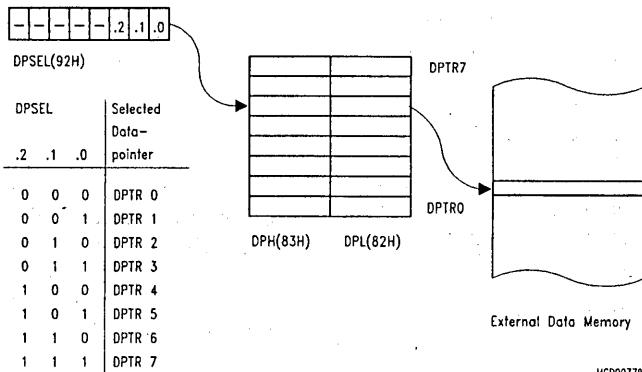 – – – – – .2 .1 .0
DPSEL(92H)
DPSEL Selected
Data-
.2 .1 .0 pointer
0 0 0 DPTR 0
0 0 1 DPTR 1
0 1 0 DPTR 2
0 1 1 DPTR 3
1 0 0 DPTR 4
1 0 1 DPTR 5
1 1 0 DPTR 6
1 1 1 DPTR 7
DPTR7
DPTR0
DPH(83H) DPL(82H)
External Data Memory